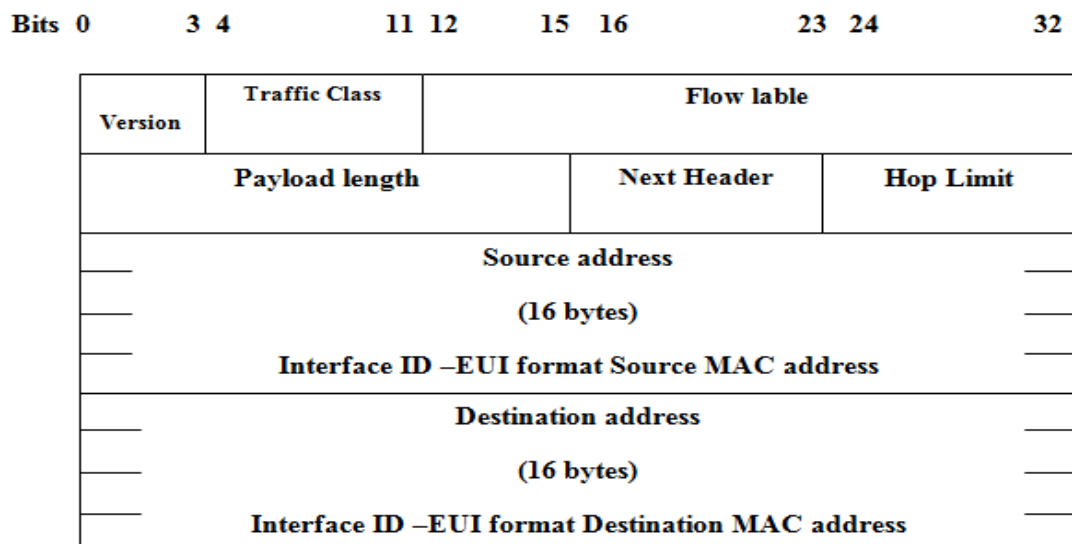 Bits 0 3 4 11 12 15 16 23 24 32
Traffic Class Flow lable
Version
Payload length Next Header Hop Limit
Source address
(16 bytes)
Interface ID –EUI format Source MAC address
Destination address
(16 bytes)
Interface ID –EUI format Destination MAC address